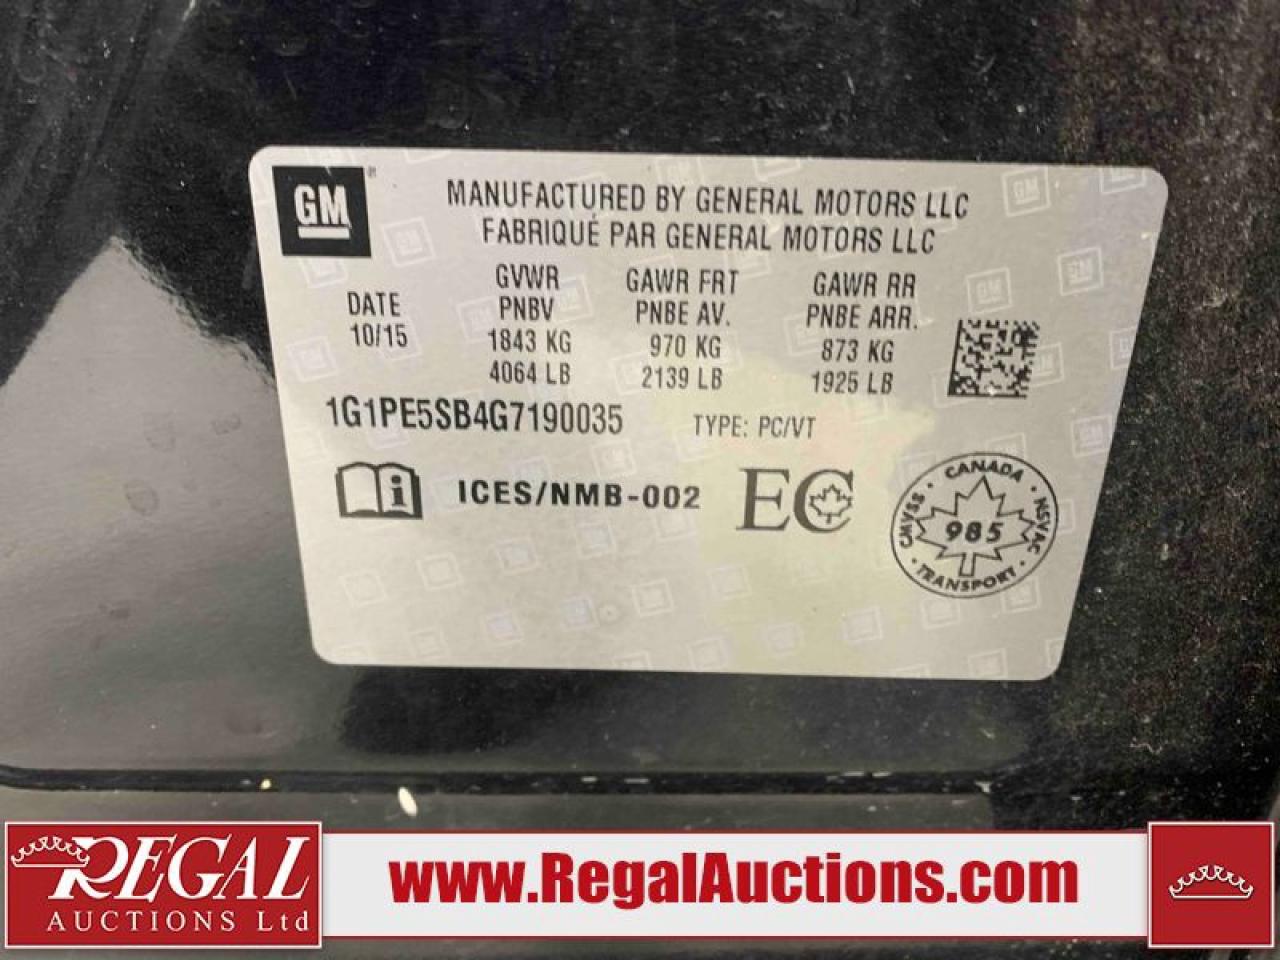 GM
MANUFACTURED BY GENERAL MOTORS LLC
FABRIQUÉ PAR GENERAL MOTORS LLC
DATE
10/15
GVWR
PNBV
1843 KG
4064 LB
GAWR FRT
PNBE AV.
970 KG
2139 LB
GAWR RR
PNBE ARR.
873 KG
1925 LB
1G1PE5SB4G7190035
TYPE: PC/VT
i ICES/NMB-002
EC
CANADA
CMVSS 985 NSVAC
TRANSPORT
REGAL
AUCTIONS Ltd
www.RegalAuctions.com